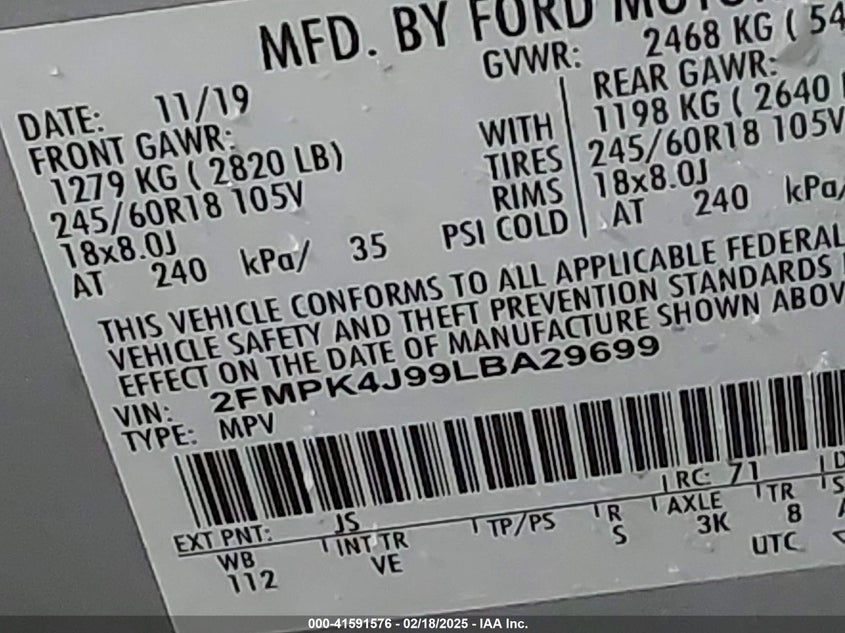 MFD. BY FORD
GVWR: 2468 KG ( 54
DATE: 11/19
FRONT GAWR: REAR GAWR:
1279 KG ( 2820 LB) WITH 1198 KG ( 2640
245/60R18 105V TIRES 245/60R18 105V
18x8.0J RIMS 18x8.0J
AT 240 kPa/ 35 PSI COLD AT 240 kPa/
THIS VEHICLE CONFORMS TO ALL APPLICABLE FEDERAL
VEHICLE SAFETY AND THEFT PREVENTION STANDARDS
EFFECT ON THE DATE OF MANUFACTURE SHOWN ABOV
VIN: 2FMPK4J99LBA29699
TYPE: MPV
EXT PNT: JS RC: 71
WB INT TR TP/PS R AXLE TR
112 VE S 3K 8
UTC
000-41591576 - 02/18/2025 - IAA Inc.